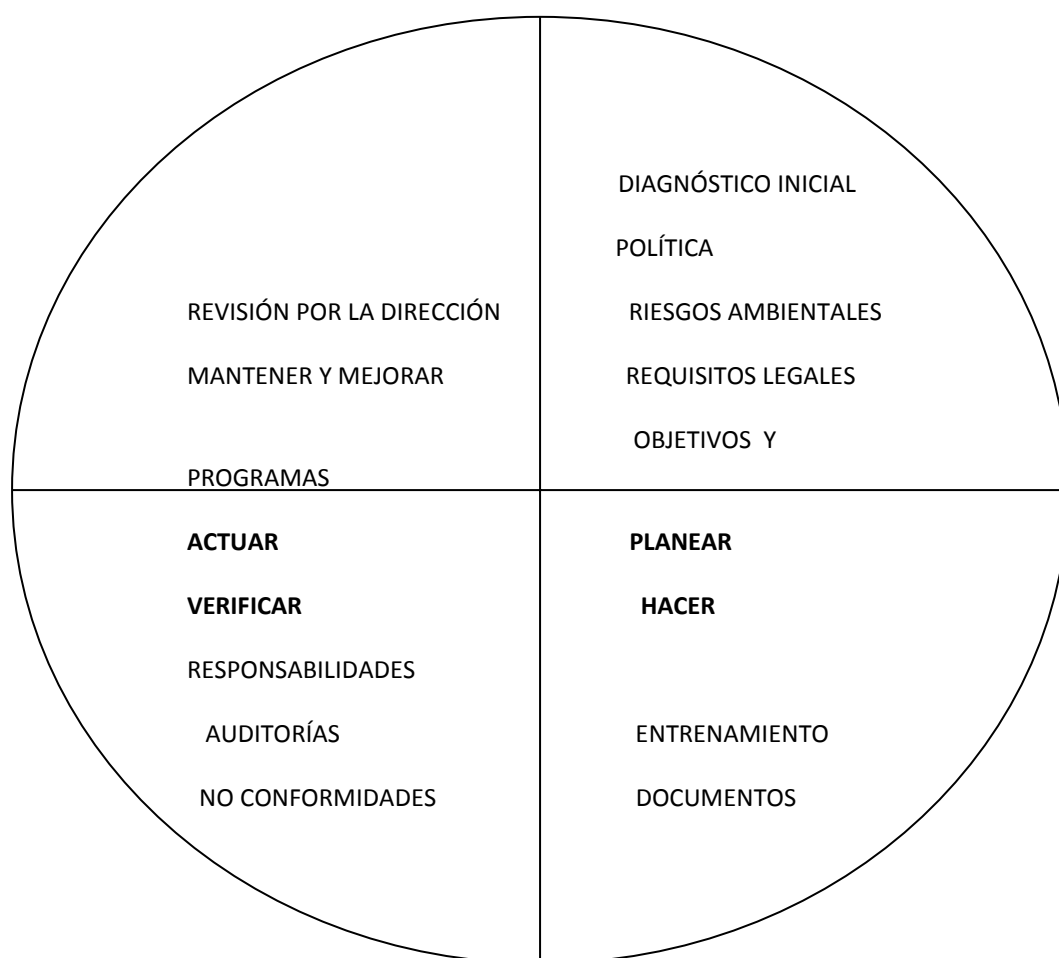 DIAGNÓSTICO INICIAL
POLÍTICA
REVISIÓN POR LA DIRECCIÓN RIESGOS AMBIENTALES
MANTENER Y MEJORAR REQUISITOS LEGALES
OBJETIVOS Y
PROGRAMAS
ACTUAR PLANEAR
VERIFICAR HACER
RESPONSABILIDADES
AUDITORÍAS ENTRENAMIENTO
NO CONFORMIDADES DOCUMENTOS